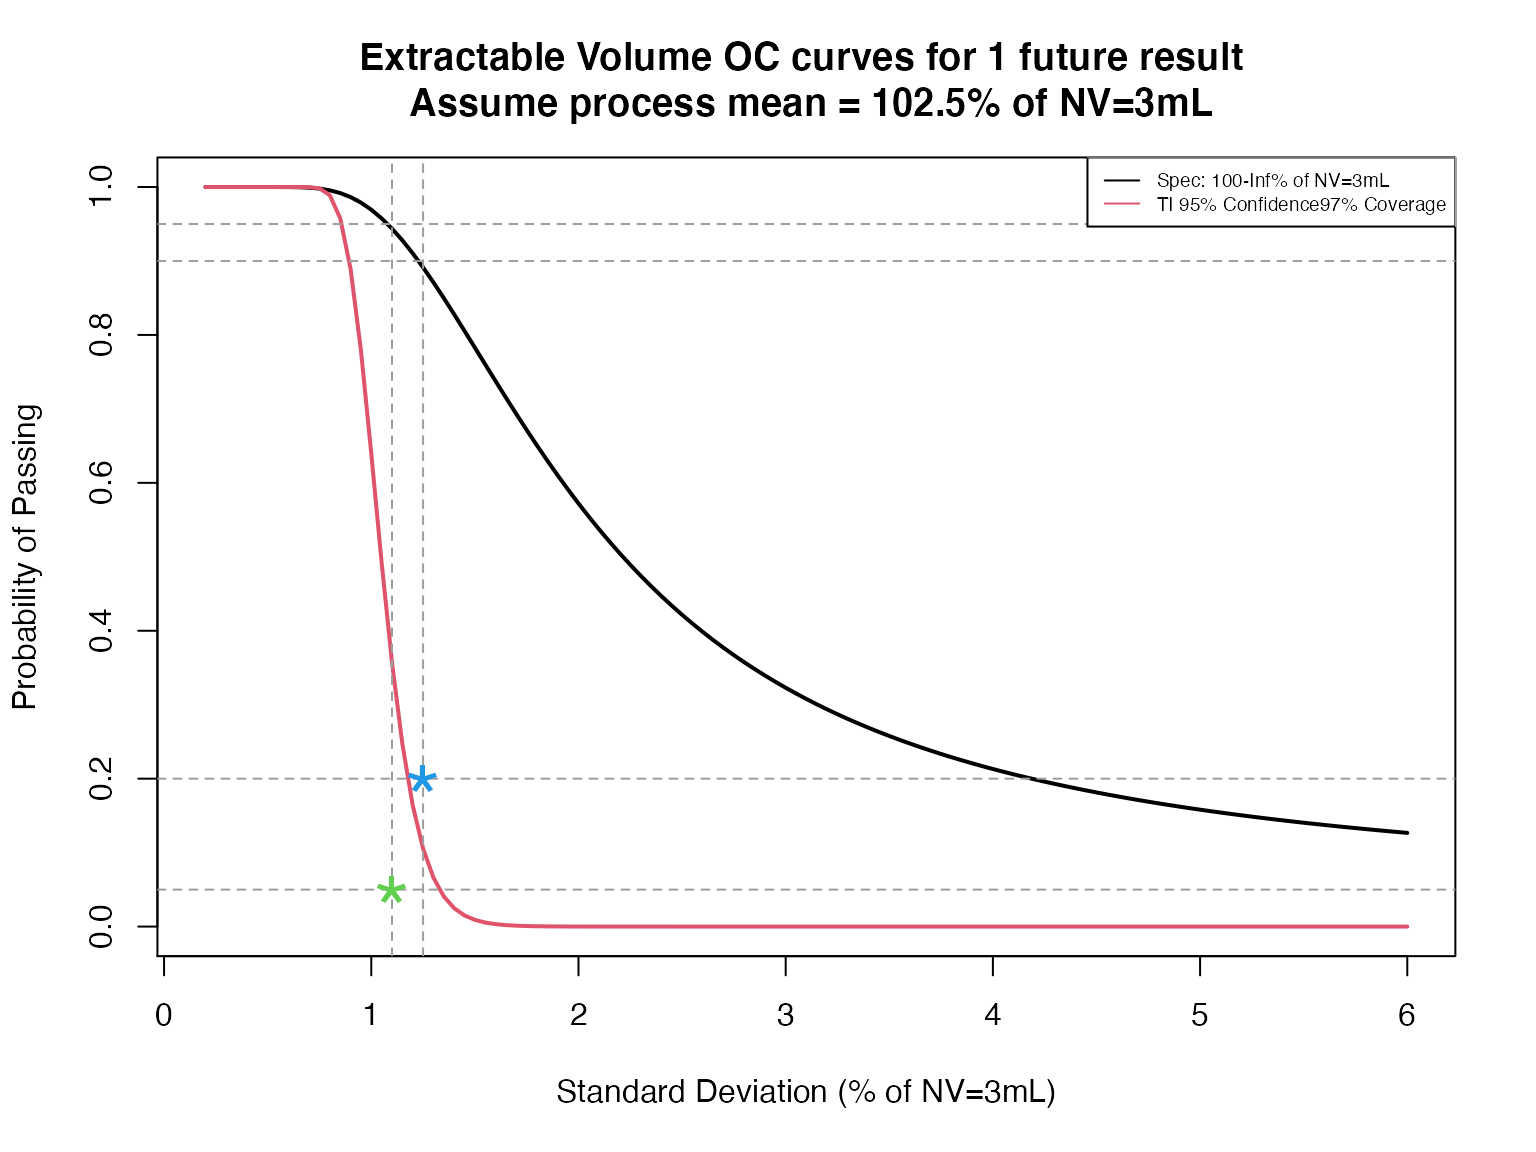 Extractable Volume OC curves for 1 future result
Assume process mean = 102.5% of NV=3mL
Spec: 100-Inf% of NV=3mL
TI 95% Confidence97% Coverage
Probability of Passing
1.0
0.8
0.6
0.4
0.2
0.0
0 1 2 3 4 5 6
Standard Deviation (% of NV=3mL)